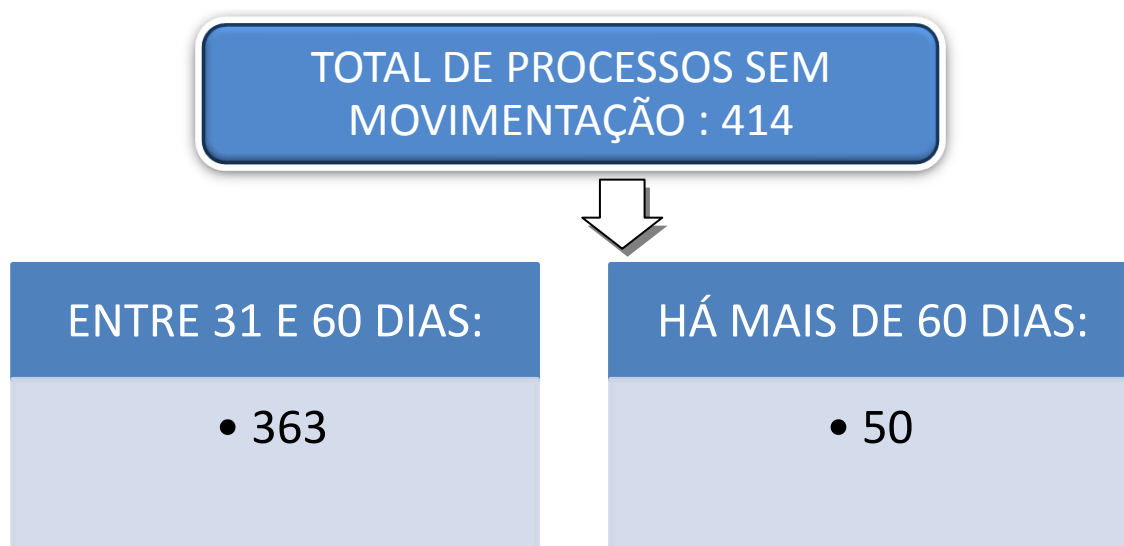 TOTAL DE PROCESSOS SEM
MOVIMENTAÇÃO : 414
ENTRE 31 E 60 DIAS:
• 363
HÁ MAIS DE 60 DIAS:
• 50